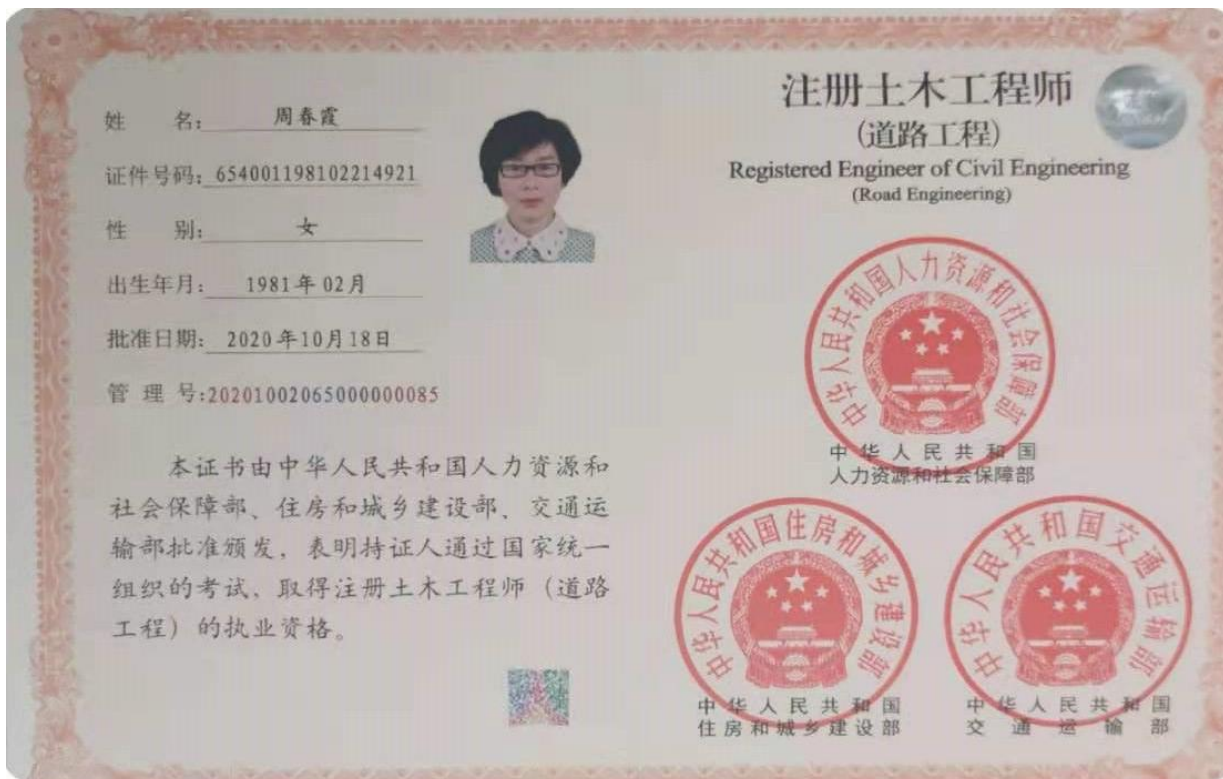 姓 名: 周春霞
证件号码: 654001198102214921
性 别: 女
出生年月: 1981年02月
批准日期: 2020年10月18日
管 理 号:20201002065000000085
本证书由中华人民共和国人力资源和
社会保障部、住房和城乡建设部、交通运
输部批准颁发，表明持证人通过国家统一
组织的考试、取得注册土木工程师（道路
工程）的执业资格。
注册土木工程师
(道路工程)
Registered Engineer of Civil Engineering
(Road Engineering)
中华人民共和国人力资源和社会保障部
中华人民共和国
人力资源和社会保障部
中华人民共和国住房和城乡建设部
中华人民共和国
住房和城乡建设部
中华人民共和国交通运输部
中华人民共和国
交通运输部